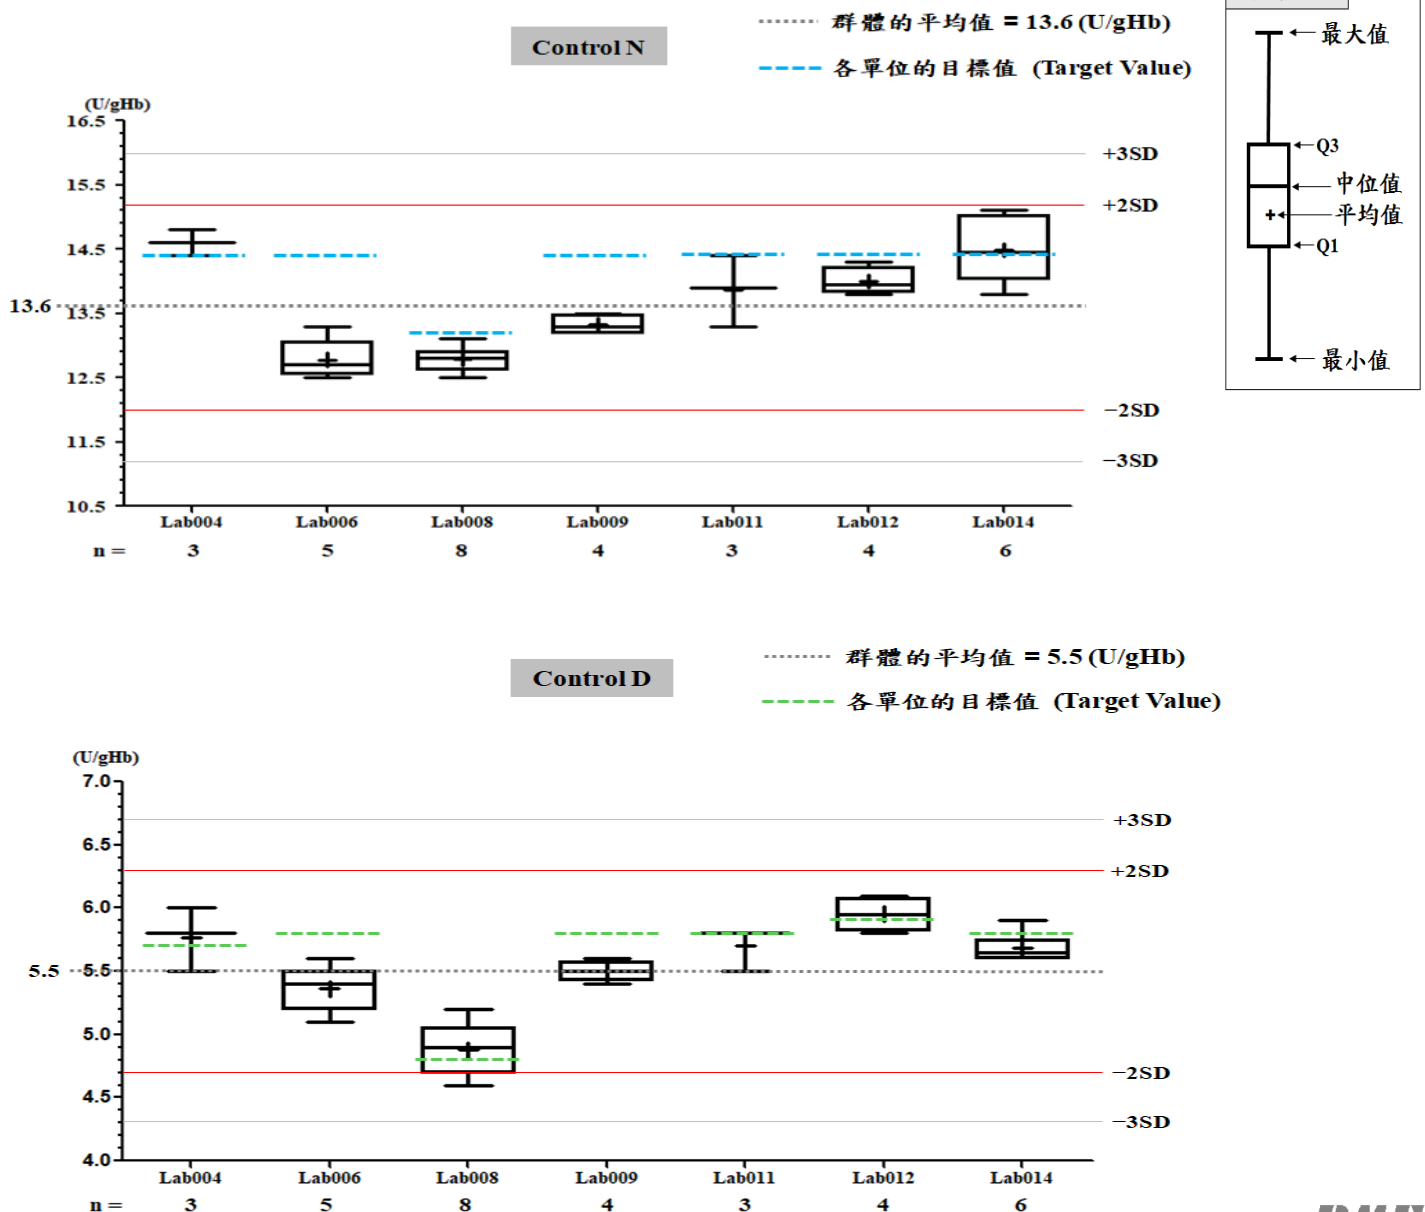 Control N
群體的平均值 = 13.6 (U/gHb)
各單位的目標值 (Target Value)
最大值
Q3
中位值
平均值
Q1
最小值
(U/gHb)
16.5
15.5
14.5
13.6
13.5
12.5
11.5
10.5
+3SD
+2SD
−2SD
−3SD
Lab004 Lab006 Lab008 Lab009 Lab011 Lab012 Lab014
n = 3 5 8 4 3 4 6
Control D
群體的平均值 = 5.5 (U/gHb)
各單位的目標值 (Target Value)
(U/gHb)
7.0
6.5
6.0
5.5
5.5
5.0
4.5
4.0
+3SD
+2SD
−2SD
−3SD
Lab004 Lab006 Lab008 Lab009 Lab011 Lab012 Lab014
n = 3 5 8 4 3 4 6